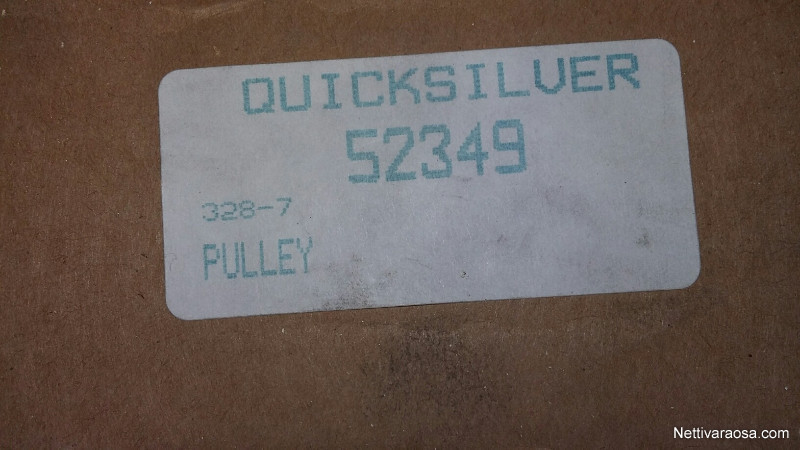 QUICKSILVER
52349
328-7
PULLEY
Nettivaraosa.com